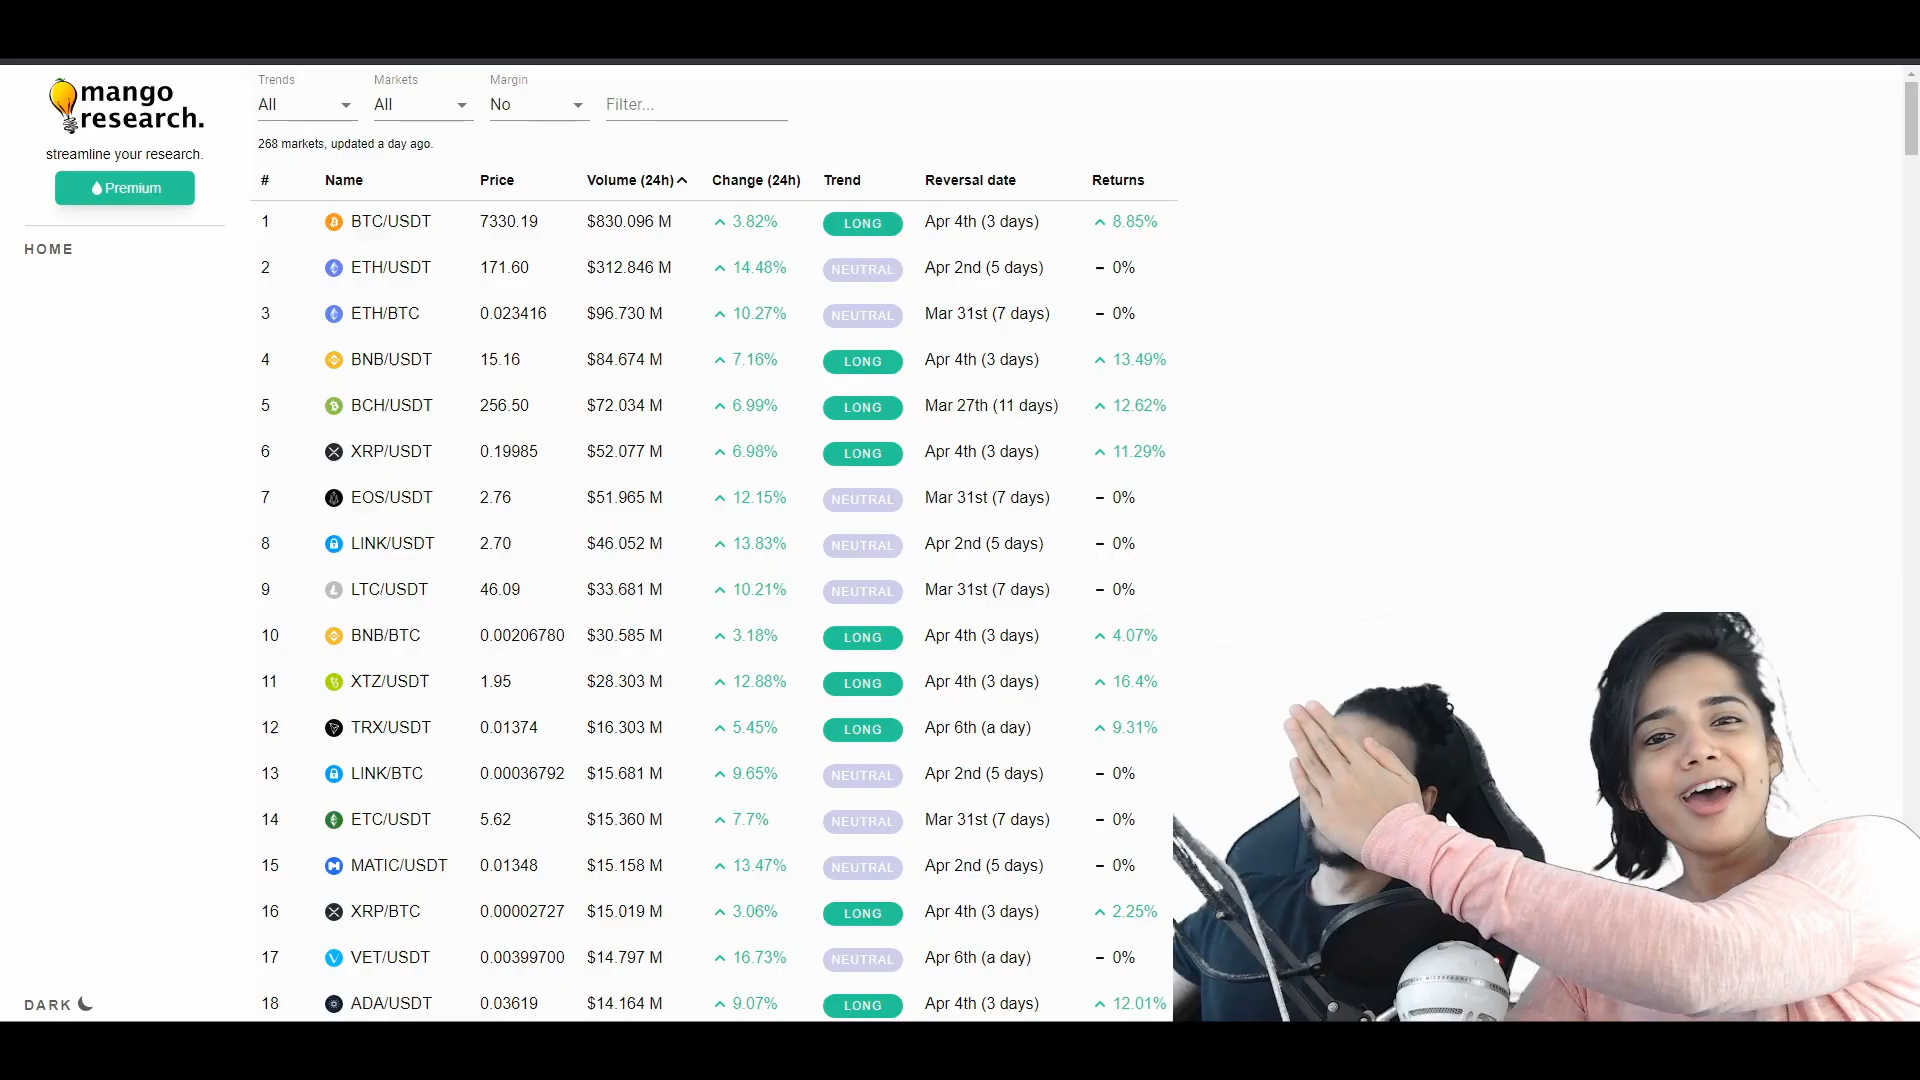 mango
research.
streamline your research.
Premium
HOME
DARK
Trends Markets Margin
All All No Filter...
268 markets, updated a day ago.
# Name Price Volume (24h) Change (24h) Trend Reversal date Returns
1 BTC/USDT 7330.19 $830.096 M 3.82% LONG Apr 4th (3 days) 8.85%
2 ETH/USDT 171.60 $312.846 M 14.48% NEUTRAL Apr 2nd (5 days) – 0%
3 ETH/BTC 0.023416 $96.730 M 10.27% NEUTRAL Mar 31st (7 days) – 0%
4 BNB/USDT 15.16 $84.674 M 7.16% LONG Apr 4th (3 days) 13.49%
5 BCH/USDT 256.50 $72.034 M 6.99% LONG Mar 27th (11 days) 12.62%
6 XRP/USDT 0.19985 $52.077 M 6.98% LONG Apr 4th (3 days) 11.29%
7 EOS/USDT 2.76 $51.965 M 12.15% NEUTRAL Mar 31st (7 days) – 0%
8 LINK/USDT 2.70 $46.052 M 13.83% NEUTRAL Apr 2nd (5 days) – 0%
9 LTC/USDT 46.09 $33.681 M 10.21% NEUTRAL Mar 31st (7 days) – 0%
10 BNB/BTC 0.00206780 $30.585 M 3.18% LONG Apr 4th (3 days) 4.07%
11 XTZ/USDT 1.95 $28.303 M 12.88% LONG Apr 4th (3 days) 16.4%
12 TRX/USDT 0.01374 $16.303 M 5.45% LONG Apr 6th (a day) 9.31%
13 LINK/BTC 0.00036792 $15.681 M 9.65% NEUTRAL Apr 2nd (5 days) – 0%
14 ETC/USDT 5.62 $15.360 M 7.7% NEUTRAL Mar 31st (7 days) – 0%
15 MATIC/USDT 0.01348 $15.158 M 13.47% NEUTRAL Apr 2nd (5 days) – 0%
16 XRP/BTC 0.00002727 $15.019 M 3.06% LONG Apr 4th (3 days) 2.25%
17 VET/USDT 0.00399700 $14.797 M 16.73% NEUTRAL Apr 6th (a day) – 0%
18 ADA/USDT 0.03619 $14.164 M 9.07% LONG Apr 4th (3 days) 12.01%